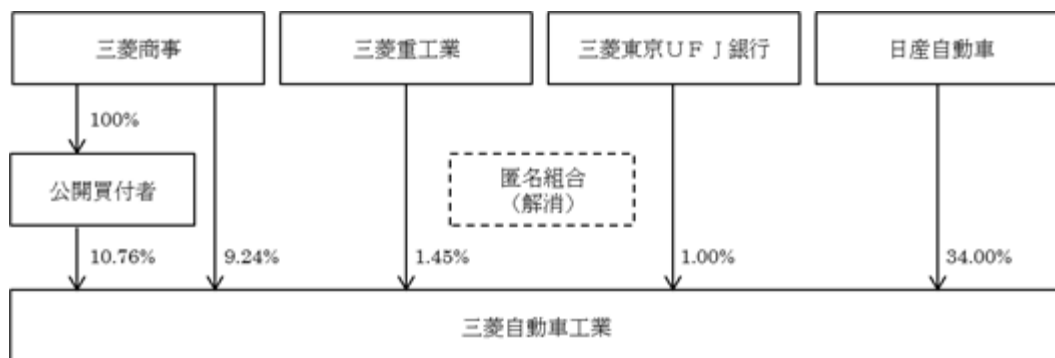 三菱商事
三菱重工業
三菱東京ＵＦＪ銀行
日産自動車
100%
公開買付者
匿名組合
（解消）
10.76%
9.24%
1.45%
1.00%
34.00%
三菱自動車工業